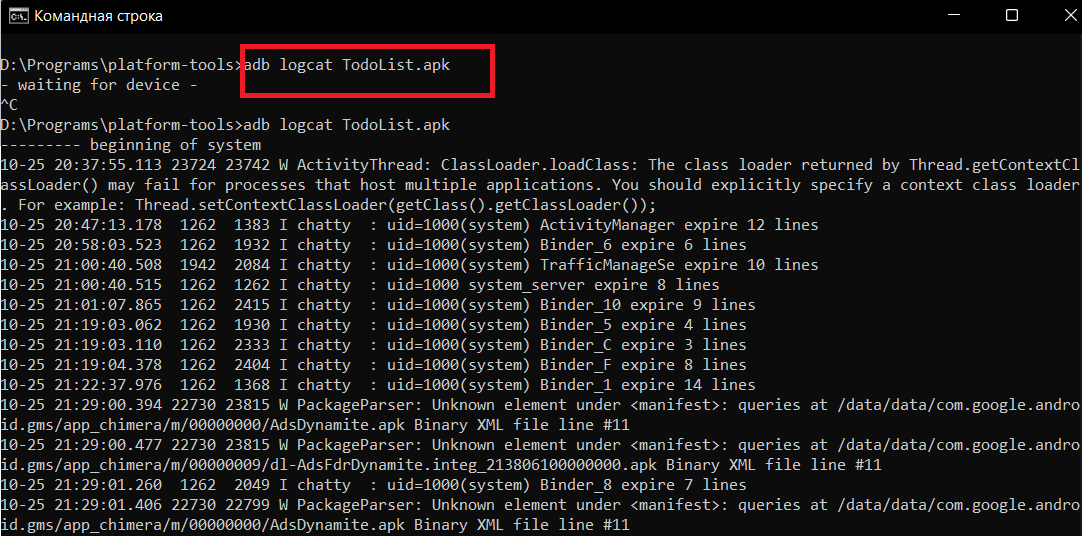 Командная строка
D:\Programs\platform-tools>adb logcat TodoList.apk
- waiting for device -
^C
D:\Programs\platform-tools>adb logcat TodoList.apk
--------- beginning of system
10-25 20:37:55.113 23724 23742 W ActivityThread: ClassLoader.loadClass: The class loader returned by Thread.getContextCl
assLoader() may fail for processes that host multiple applications. You should explicitly specify a context class loader
. For example: Thread.setContextClassLoader(getClass().getClassLoader());
10-25 20:47:13.178  1262  1383 I chatty  : uid=1000(system) ActivityManager expire 12 lines
10-25 20:58:03.523  1262  1932 I chatty  : uid=1000(system) Binder_6 expire 6 lines
10-25 21:00:40.508  1942  2084 I chatty  : uid=1000(system) TrafficManageSe expire 10 lines
10-25 21:00:40.515  1262  1262 I chatty  : uid=1000 system_server expire 8 lines
10-25 21:01:07.865  1262  2415 I chatty  : uid=1000(system) Binder_10 expire 9 lines
10-25 21:19:03.062  1262  1930 I chatty  : uid=1000(system) Binder_5 expire 4 lines
10-25 21:19:03.110  1262  2333 I chatty  : uid=1000(system) Binder_C expire 3 lines
10-25 21:19:04.378  1262  2404 I chatty  : uid=1000(system) Binder_F expire 8 lines
10-25 21:22:37.976  1262  1368 I chatty  : uid=1000(system) Binder_1 expire 14 lines
10-25 21:29:00.394 22730 23815 W PackageParser: Unknown element under <manifest>: queries at /data/data/com.google.andro
id.gms/app_chimera/m/00000000/AdsDynamite.apk Binary XML file line #11
10-25 21:29:00.477 22730 23815 W PackageParser: Unknown element under <manifest>: queries at /data/data/com.google.andro
id.gms/app_chimera/m/00000009/dl-AdsFdrDynamite.integ_213806100000000.apk Binary XML file line #11
10-25 21:29:01.260  1262  2049 I chatty  : uid=1000(system) Binder_8 expire 7 lines
10-25 21:29:01.406 22730 22799 W PackageParser: Unknown element under <manifest>: queries at /data/data/com.google.andro
id.gms/app_chimera/m/00000000/AdsDynamite.apk Binary XML file line #11